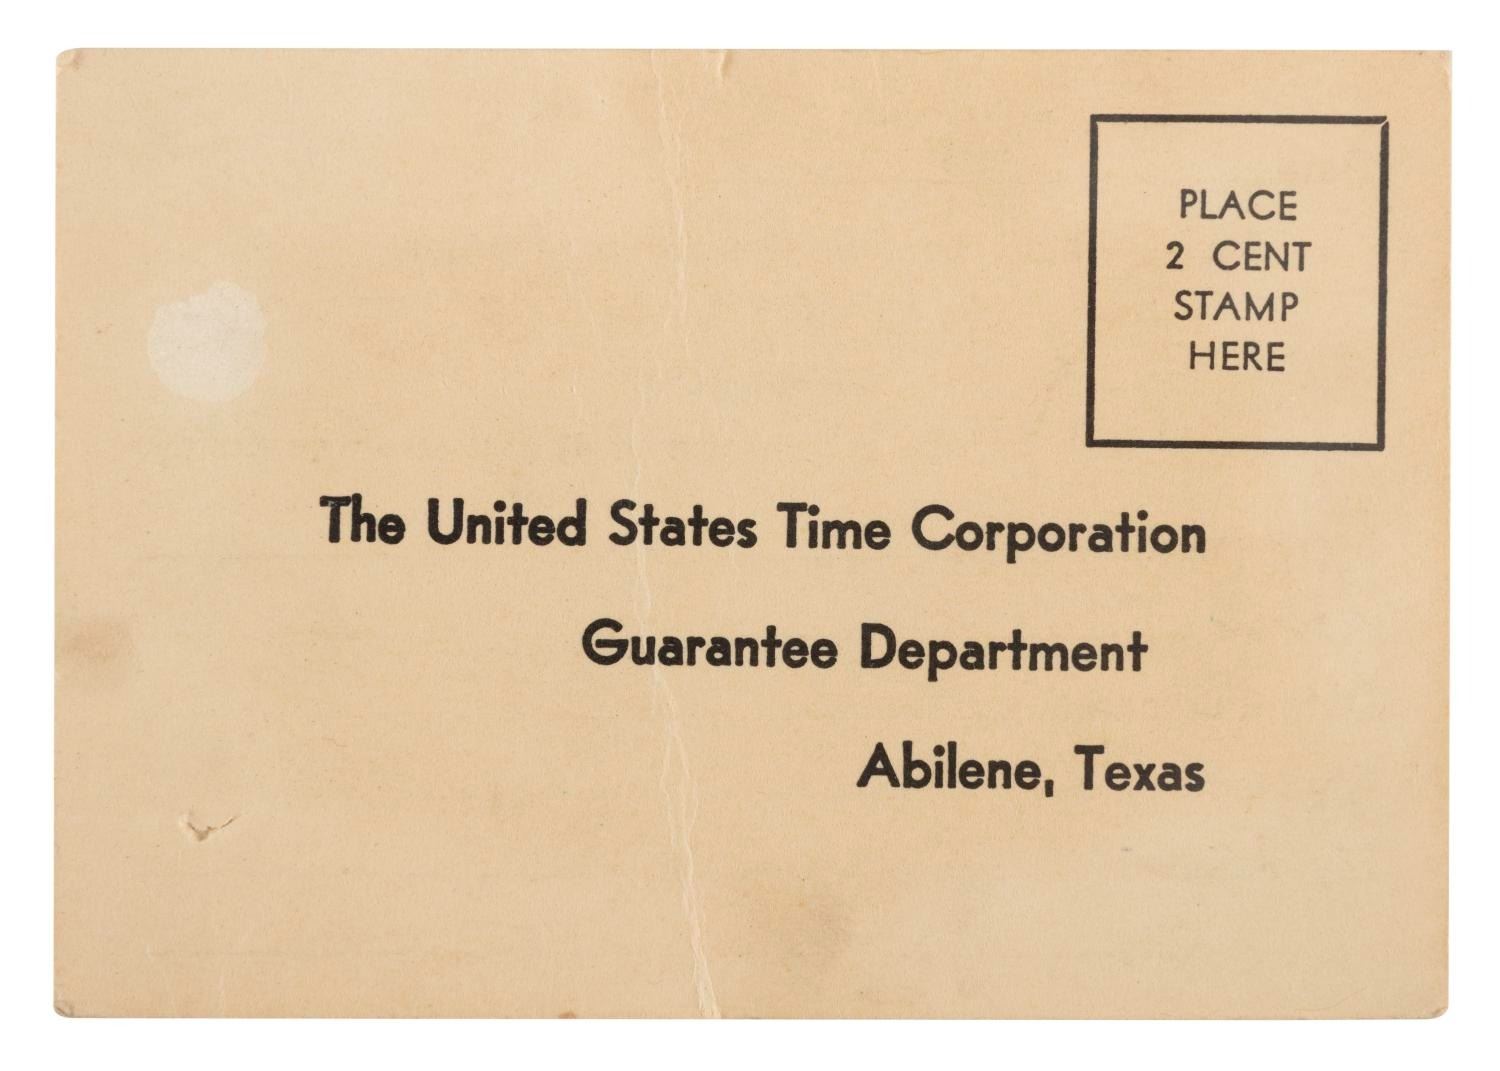 PLACE
2 CENT
STAMP
HERE
The United States Time Corporation
Guarantee Department
Abilene, Texas